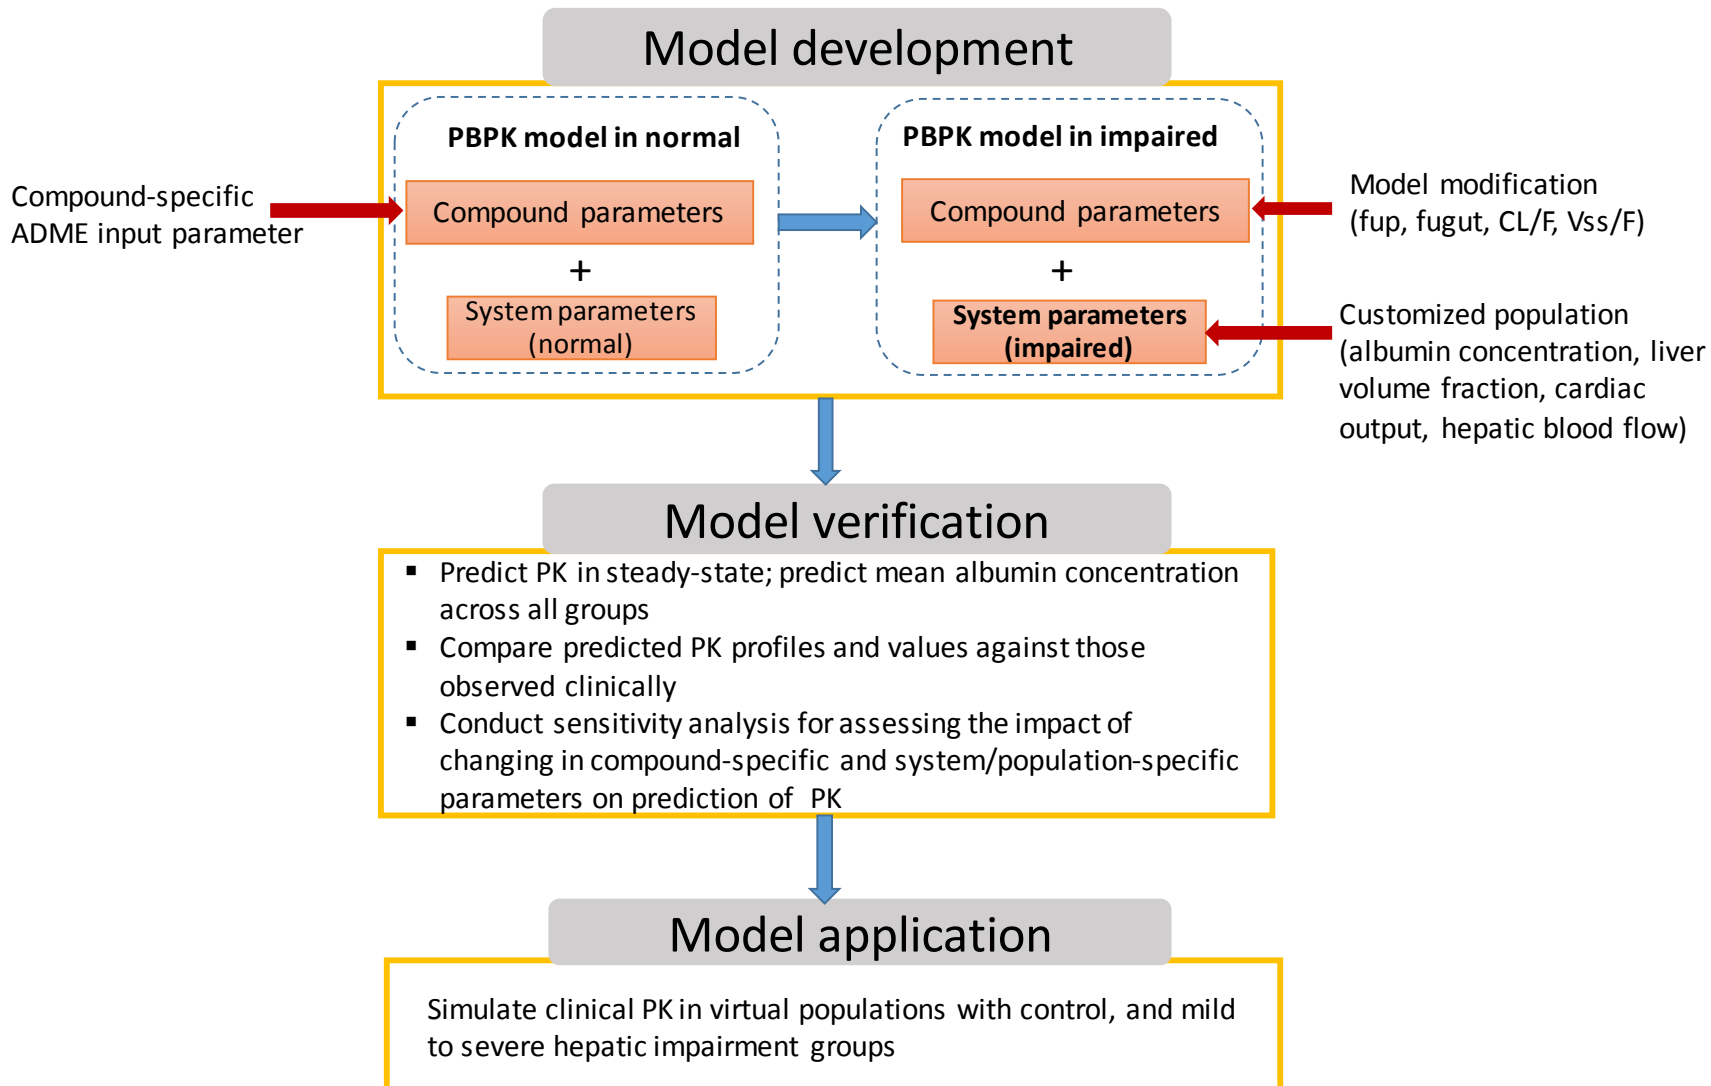 Model development
PBPK model in normal
PBPK model in impaired
Compound-specific
ADME input parameter
Compound parameters
+
System parameters
(normal)
Compound parameters
+
System parameters
(impaired)
Model modification
(fup, fugut, CL/F, Vss/F)
Customized population
(albumin concentration, liver
volume fraction, cardiac
output, hepatic blood flow)
Model verification
▪ Predict PK in steady-state; predict mean albumin concentration
across all groups
▪ Compare predicted PK profiles and values against those
observed clinically
▪ Conduct sensitivity analysis for assessing the impact of
changing in compound-specific and system/population-specific
parameters on prediction of PK
Model application
Simulate clinical PK in virtual populations with control, and mild
to severe hepatic impairment groups